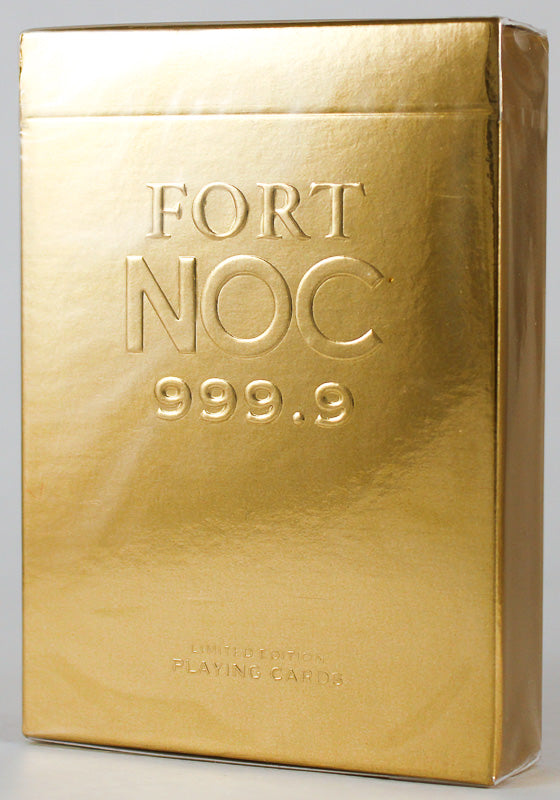 FORT
NOC
999.9
LIMITED EDITION
PLAYING CARDS